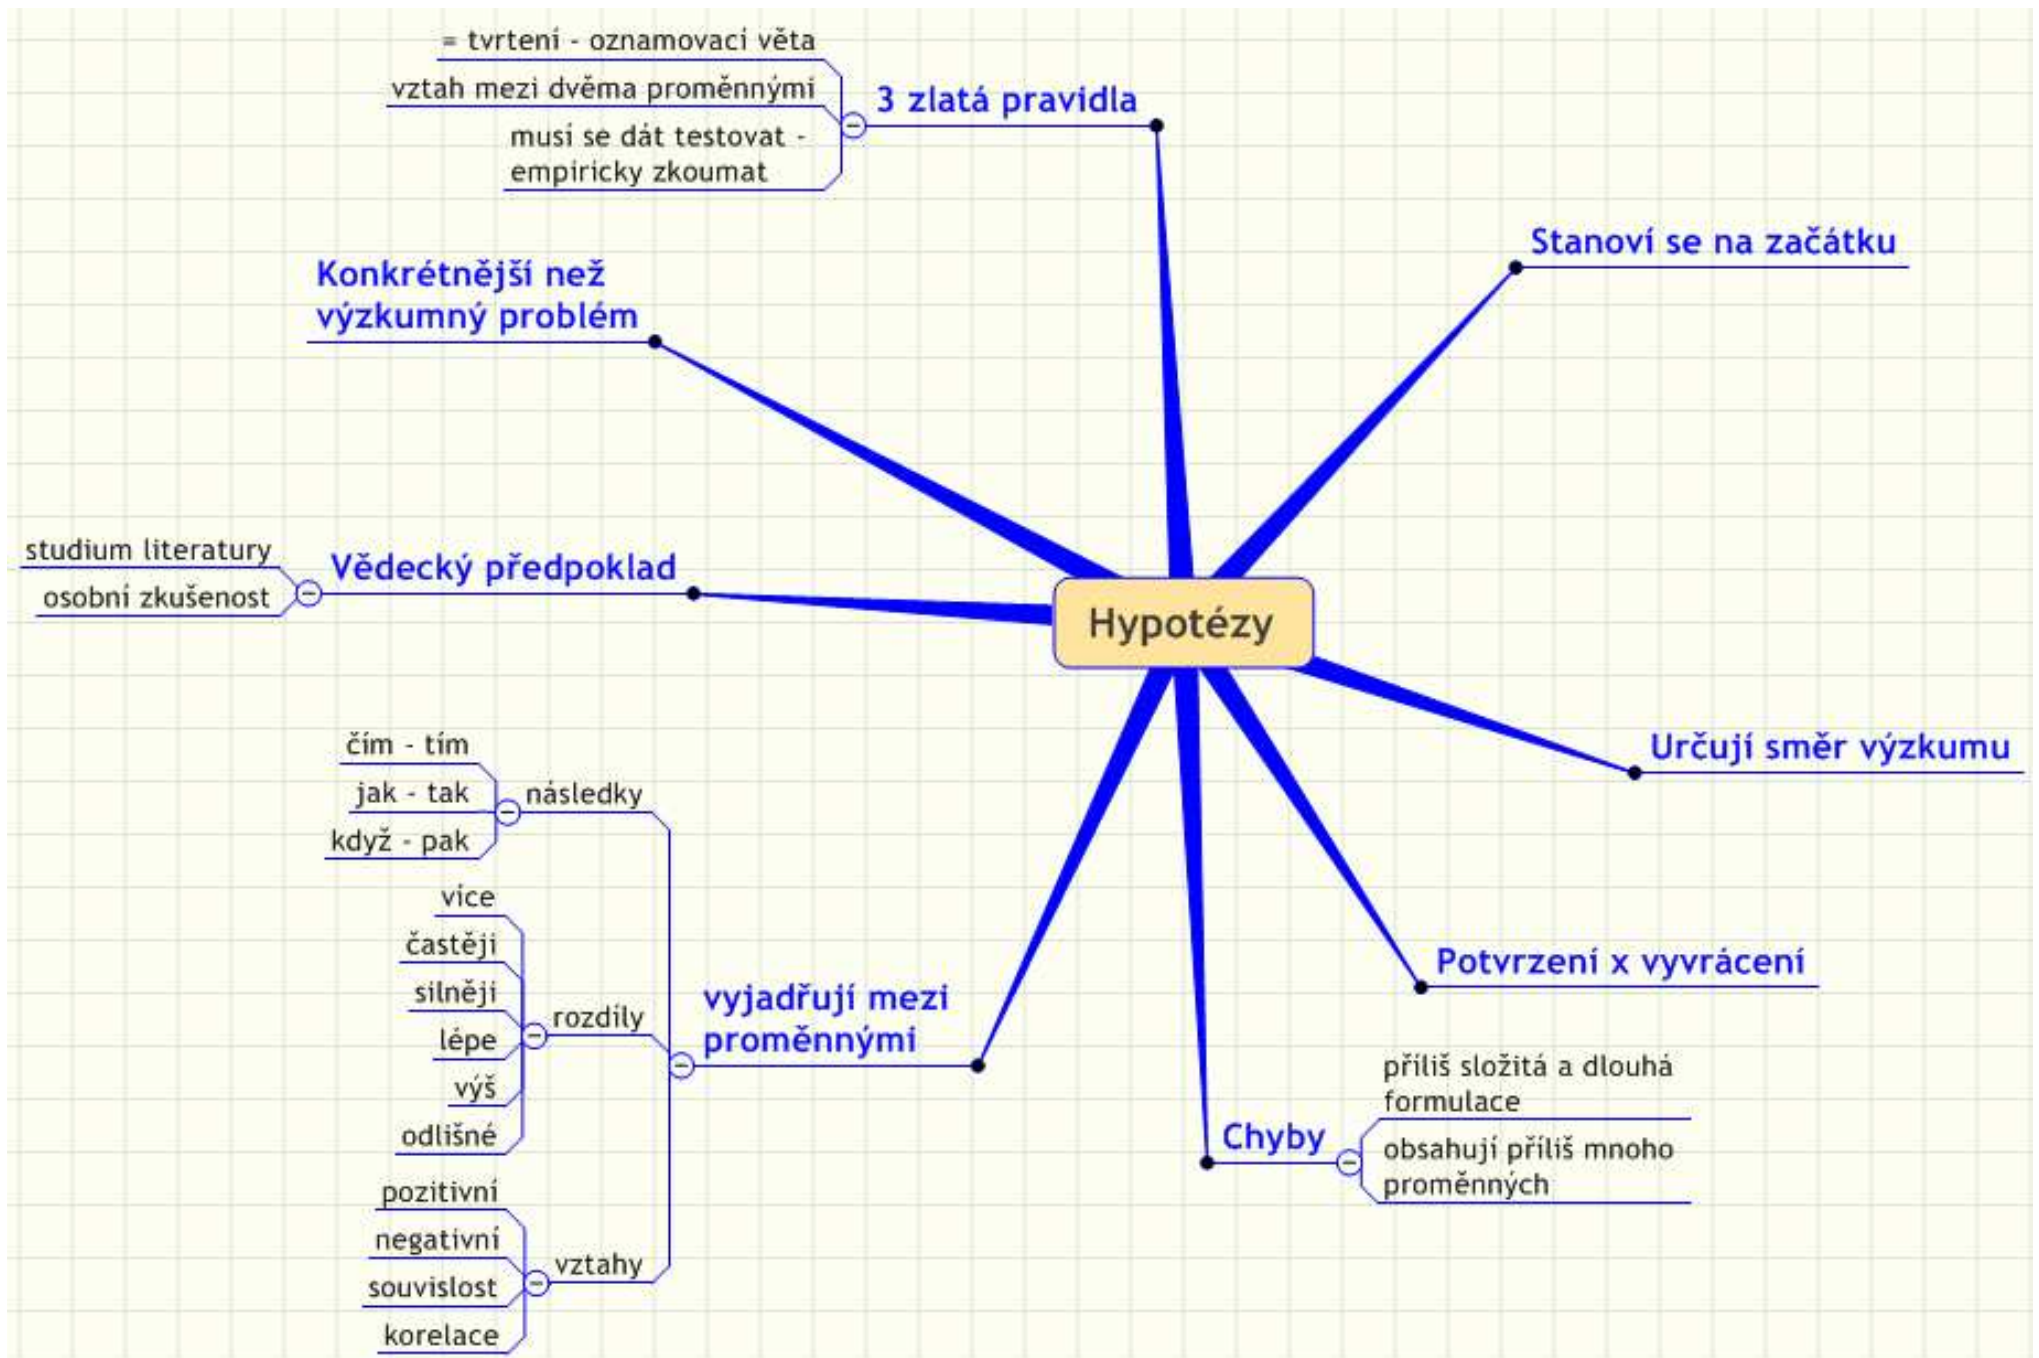 = tvrtení - oznamovací věta
vztah mezi dvěma proměnnými
musí se dát testovat -
empiricky zkoumat
3 zlatá pravidla
Stanoví se na začátku
Konkrétnější než
výzkumný problém
studium literatury
osobní zkušenost
Vědecký předpoklad
Hypotézy
Určují směr výzkumu
čím - tím
jak - tak
když - pak
následky
více
častěji
silněji
lépe
výš
odlišné
rozdíly
pozitivní
negativní
souvislost
korelace
vztahy
vyjadřují mezi
proměnnými
Potvrzení x vyvrácení
Chyby
příliš složitá a dlouhá
formulace
obsahují příliš mnoho
proměnných